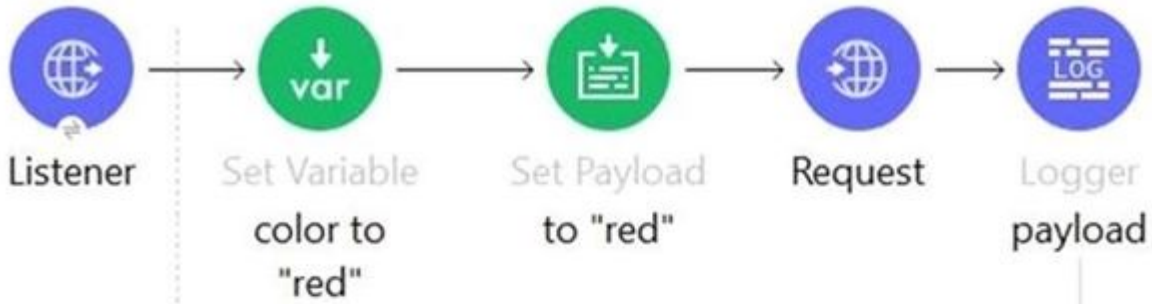 var
LOG
Listener
Set Variable
color to
"red"
Set Payload
to "red"
Request
Logger
payload